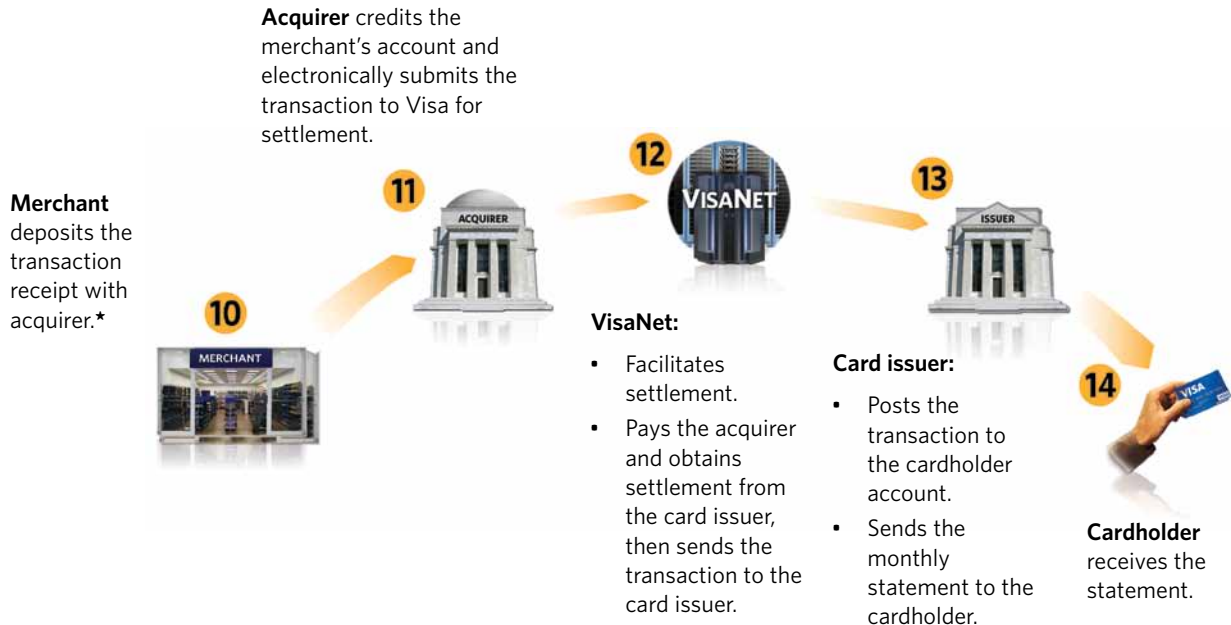 Acquirer credits the
merchant’s account and
electronically submits the
transaction to Visa for
settlement.
Merchant
deposits the
transaction
receipt with
acquirer.★
10
MERCHANT
11
ACQUIRER
12
VISANET
13
ISSUER
14
VISA
VisaNet:
• Facilitates
settlement.
• Pays the acquirer
and obtains
settlement from
the card issuer,
then sends the
transaction to the
card issuer.
Card issuer:
• Posts the
transaction to
the cardholder
account.
• Sends the
monthly
statement to the
cardholder.
Cardholder
receives the
statement.